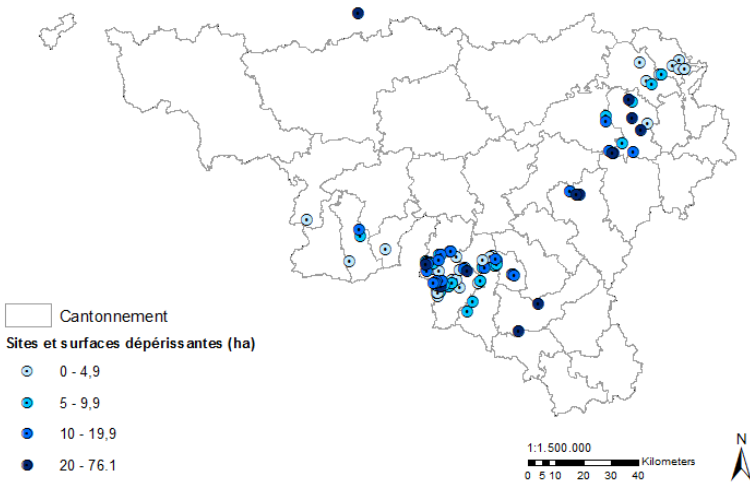 Cantonnement
Sites et surfaces dépérissantes (ha)
0 - 4,9
5 - 9,9
10 - 19,9
20 - 76.1
1:1.500.000
Kilometers
0 5 10 20 30 40
N